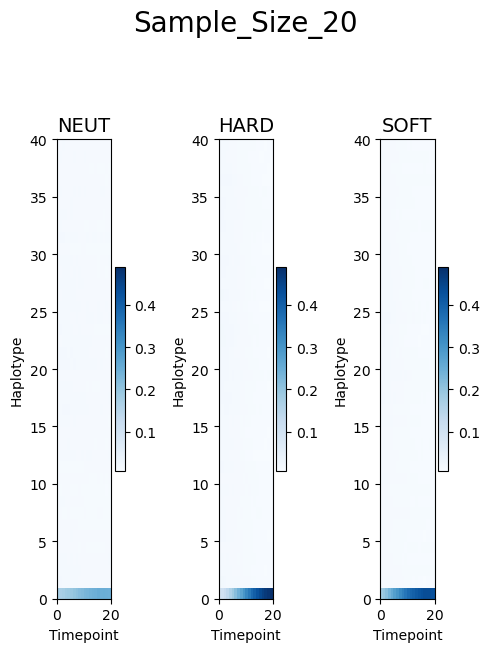 Sample_Size_20
NEUT HARD SOFT
40 40 40
35 35 35
30 30 30
25 25 25
20 20 20
15 15 15
10 10 10
5 5 5
0 0 0
Haplotype Haplotype Haplotype
0.4 0.4 0.4
0.3 0.3 0.3
0.2 0.2 0.2
0.1 0.1 0.1
0 20 0 20 0 20
Timepoint Timepoint Timepoint